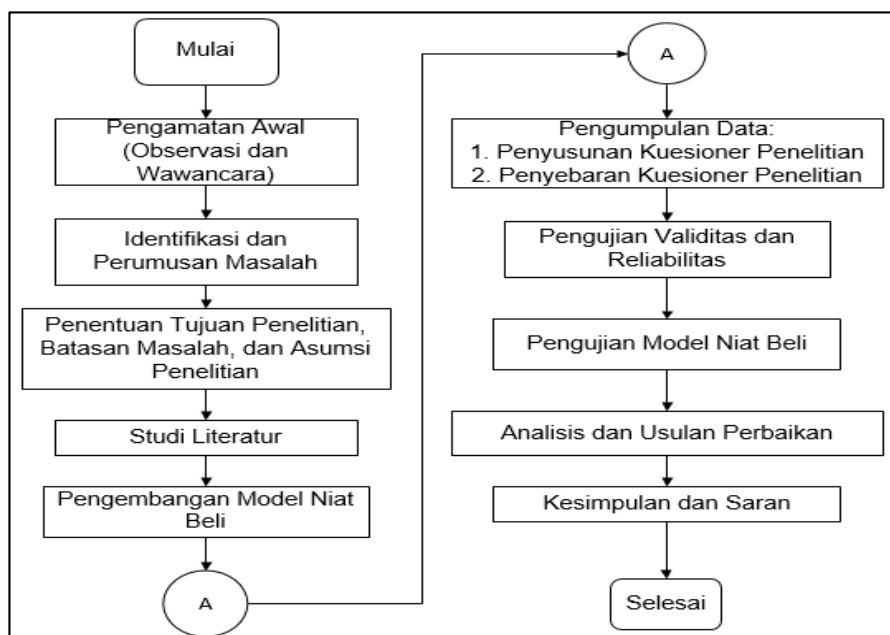 Mulai
Pengamatan Awal
(Observasi dan
Wawancara)
Identifikasi dan
Perumusan Masalah
Penentuan Tujuan Penelitian,
Batasan Masalah, dan Asumsi
Penelitian
Studi Literatur
Pengembangan Model Niat
Beli
A
A
Pengumpulan Data:
1. Penyusunan Kuesioner Penelitian
2. Penyebaran Kuesioner Penelitian
Pengujian Validitas dan
Reliabilitas
Pengujian Model Niat Beli
Analisis dan Usulan Perbaikan
Kesimpulan dan Saran
Selesai